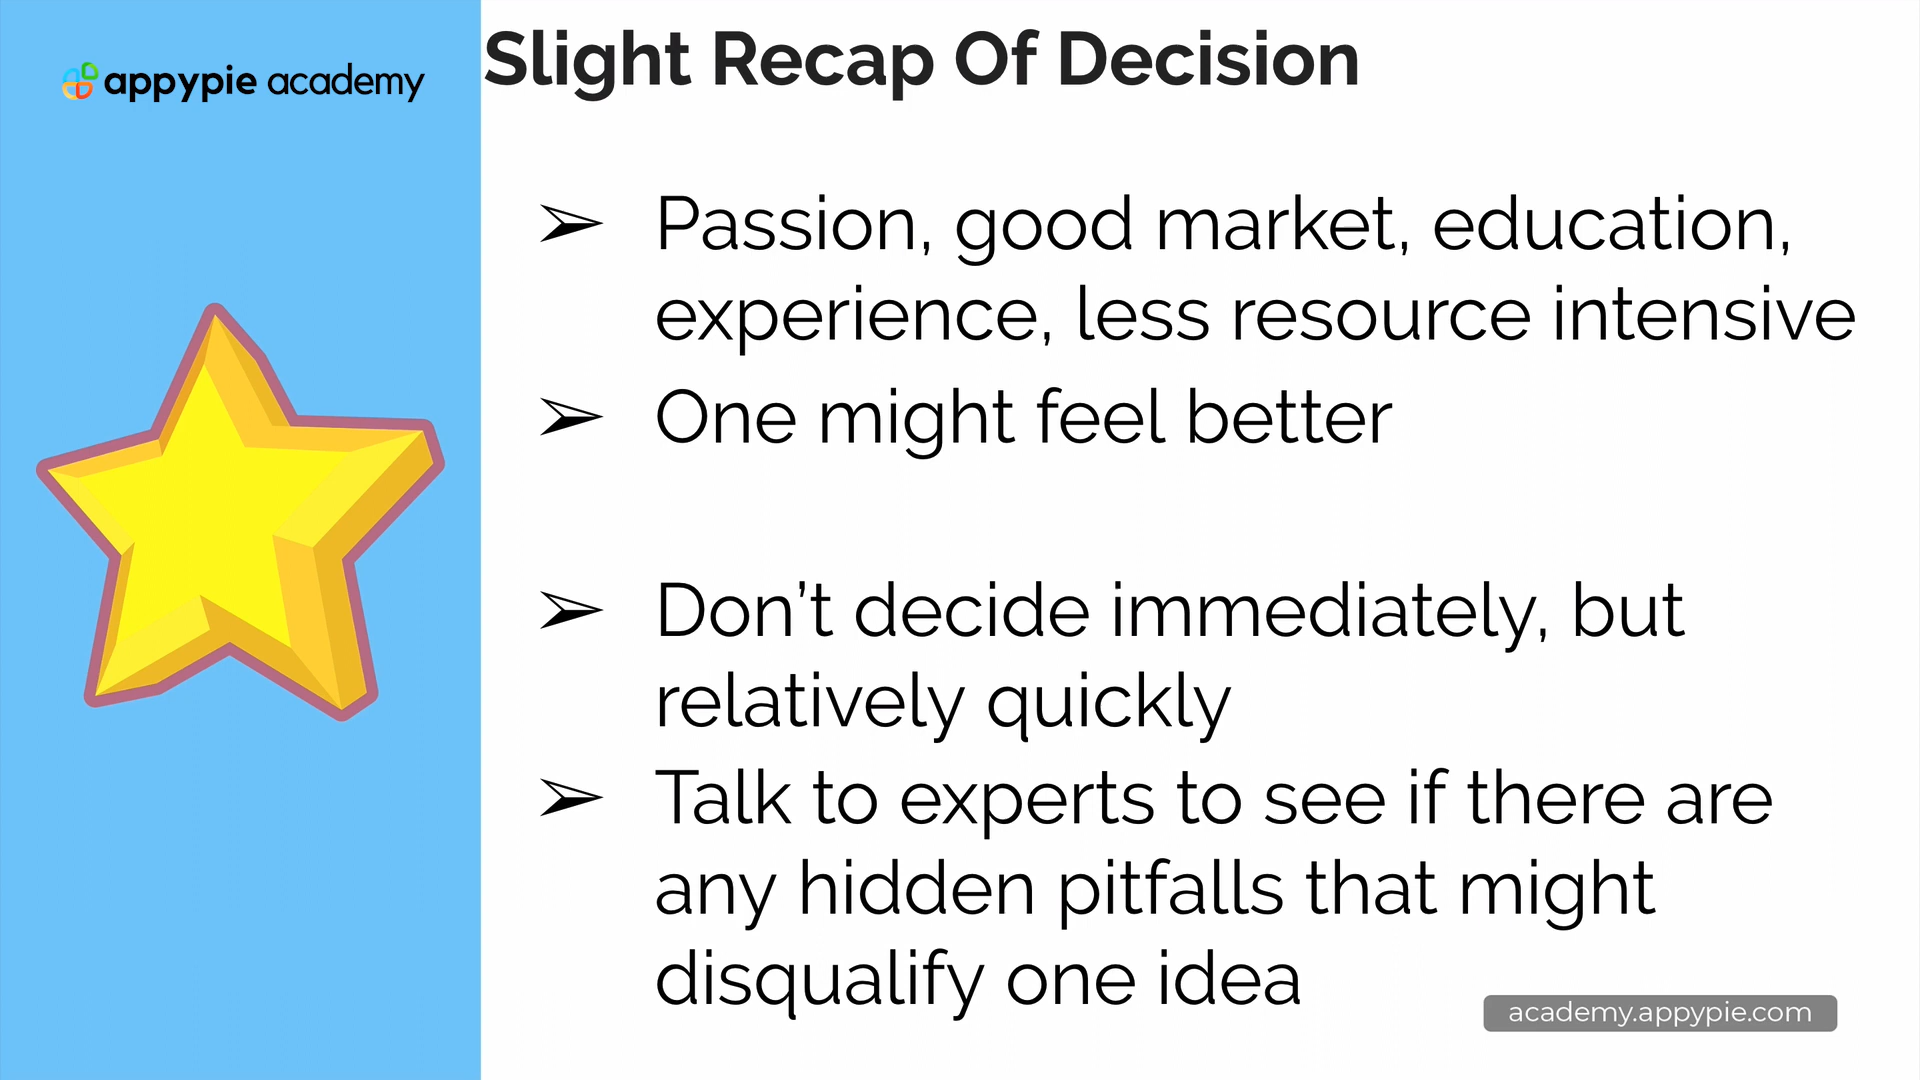 appypie academy
Slight Recap Of Decision
➢ Passion, good market, education,
experience, less resource intensive
➢ One might feel better
➢ Don’t decide immediately, but
relatively quickly
➢ Talk to experts to see if there are
any hidden pitfalls that might
disqualify one idea
academy.appypie.com